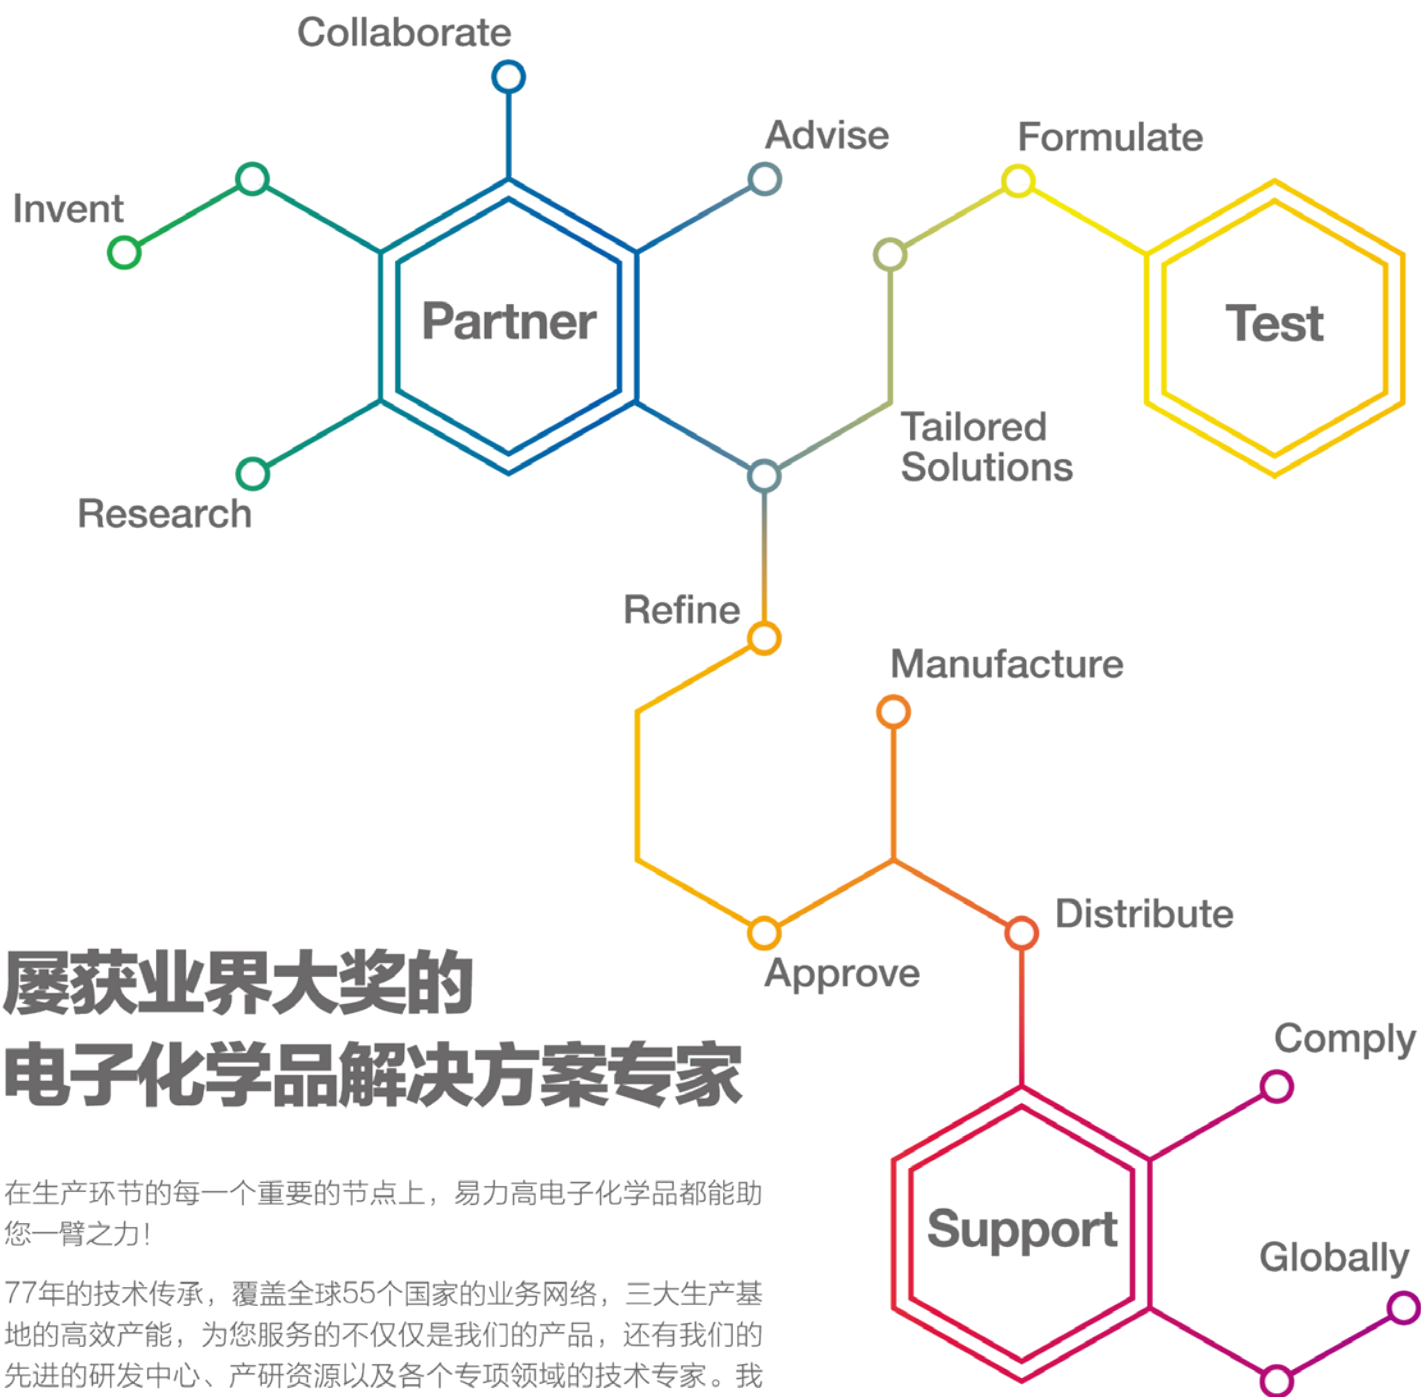 Collaborate
Advise
Formulate
Invent
Partner
Test
Tailored
Solutions
Research
Refine
Manufacture
Distribute
Approve
屡获业界大奖的
电子化学品解决方案专家
Comply
Support
Globally
在生产环节的每一个重要的节点上，易力高电子化学品都能助
您一臂之力！
77年的技术传承，覆盖全球55个国家的业务网络，三大生产基
地的高效产能，为您服务的不仅仅是我们的产品，还有我们的
先进的研发中心、产研资源以及各个专项领域的技术专家。我